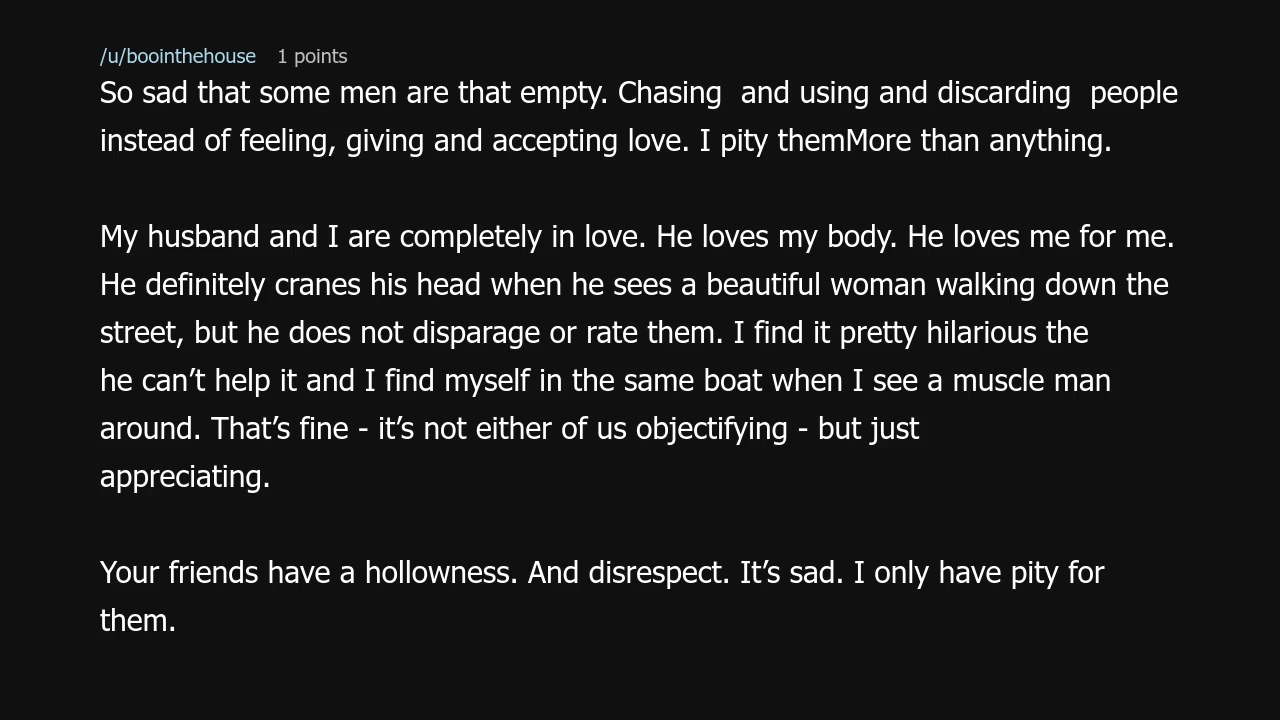 /u/boointhehouse 1 points
So sad that some men are that empty. Chasing  and using and discarding  people
instead of feeling, giving and accepting love. I pity themMore than anything.
My husband and I are completely in love. He loves my body. He loves me for me.
He definitely cranes his head when he sees a beautiful woman walking down the
street, but he does not disparage or rate them. I find it pretty hilarious the
he can’t help it and I find myself in the same boat when I see a muscle man
around. That’s fine - it’s not either of us objectifying - but just
appreciating.
Your friends have a hollowness. And disrespect. It’s sad. I only have pity for
them.